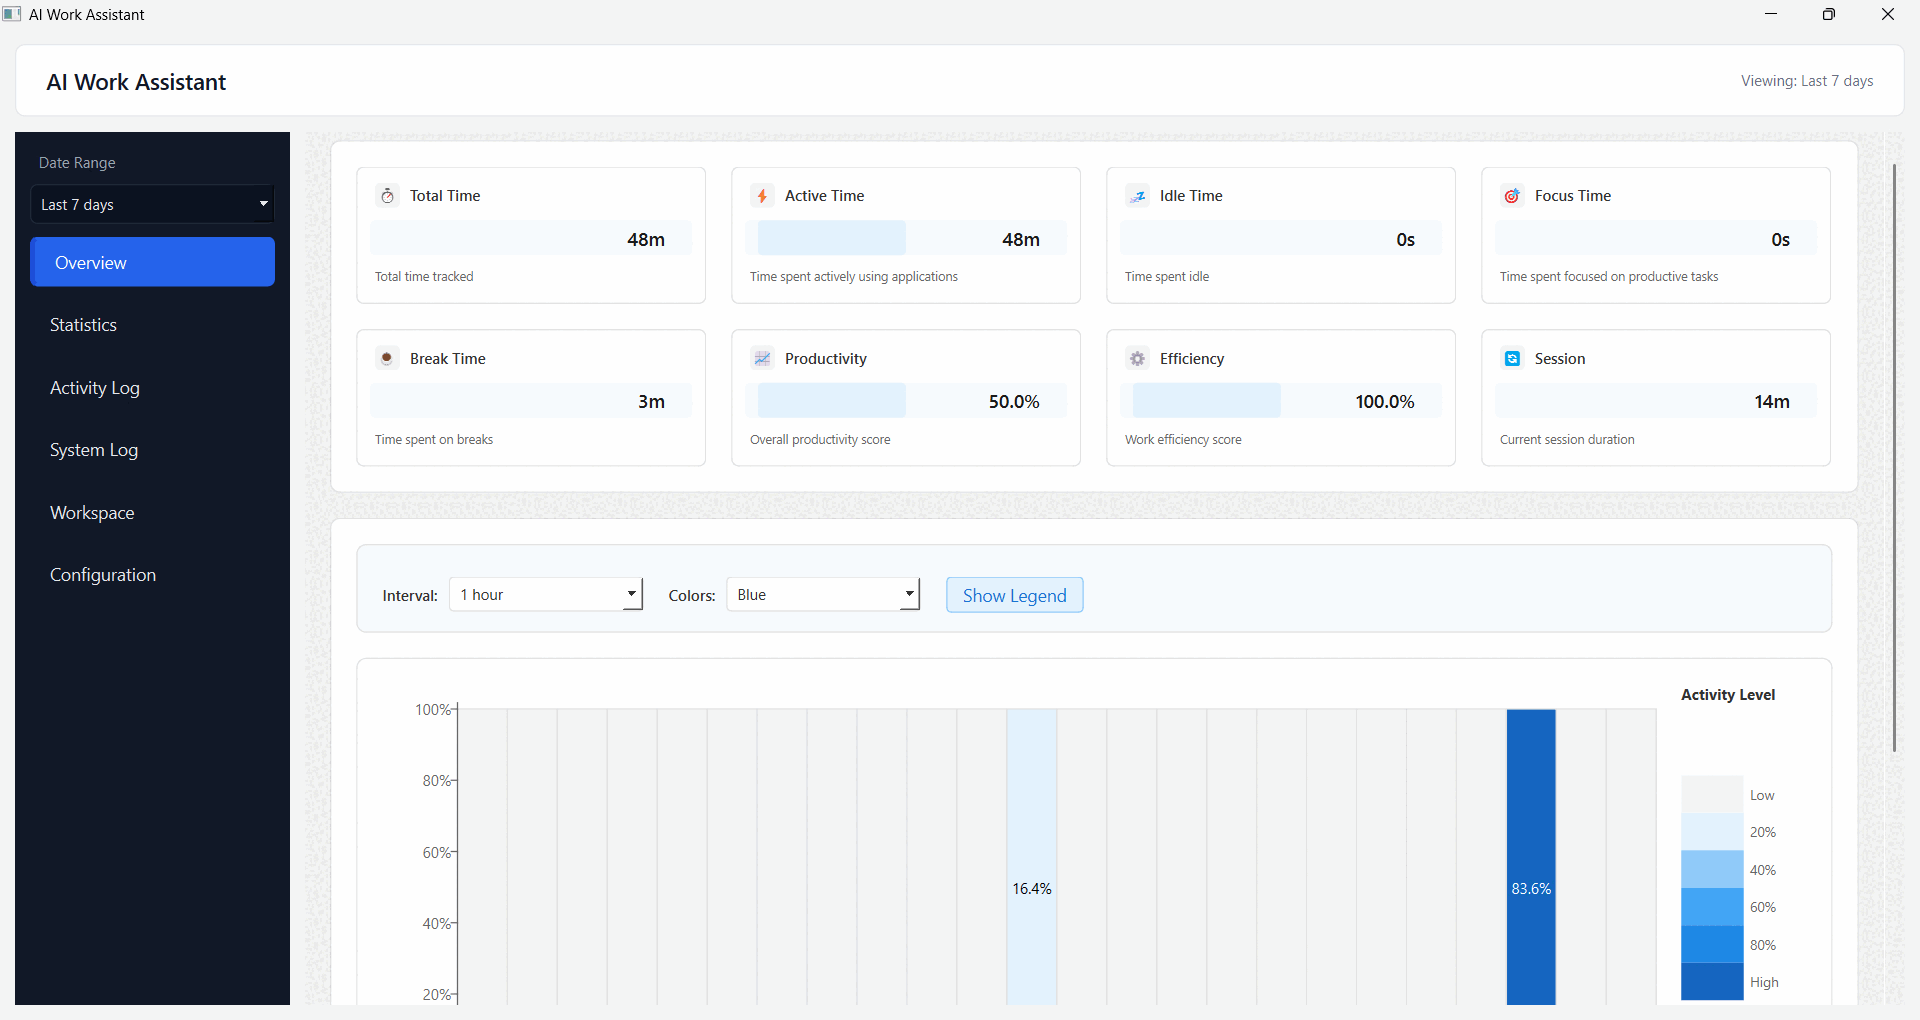 AI Work Assistant
AI Work Assistant
Viewing: Last 7 days
Date Range
Last 7 days
Overview
Statistics
Activity Log
System Log
Workspace
Configuration
Total Time
48m
Total time tracked
Active Time
48m
Time spent actively using applications
Idle Time
0s
Time spent idle
Focus Time
0s
Time spent focused on productive tasks
Break Time
3m
Time spent on breaks
Productivity
50.0%
Overall productivity score
Efficiency
100.0%
Work efficiency score
Session
14m
Current session duration
Interval: 1 hour Colors: Blue Show Legend
100%
80%
60%
40%
20%
16.4%
83.6%
Activity Level
Low
20%
40%
60%
80%
High